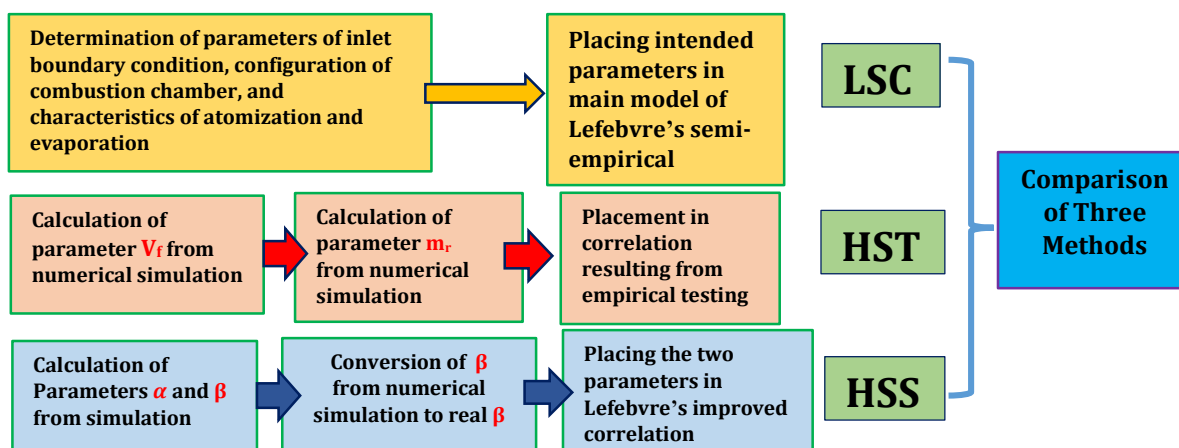 Determination of parameters of inlet
boundary condition, configuration of
combustion chamber, and
characteristics of atomization and
evaporation
Placing intended
parameters in
main model of
Lefebvre's semi-
empirical
LSC
Calculation of
parameter V_f from
numerical simulation
Calculation of
parameter m_r
from numerical
simulation
Placement in
correlation
resulting from
empirical testing
HST
Calculation of
Parameters α and β
from simulation
Conversion of β
from numerical
simulation to real β
Placing the two
parameters in
Lefebvre's improved
correlation
HSS
Comparison
of Three
Methods